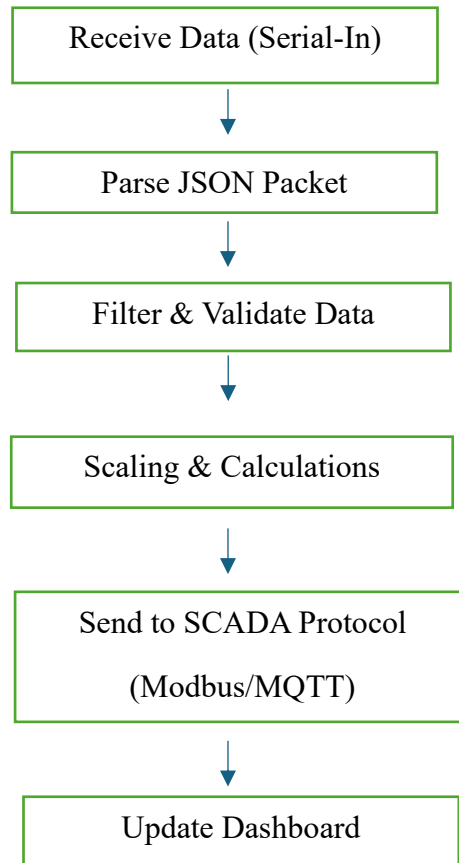 Receive Data (Serial-In)
Parse JSON Packet
Filter & Validate Data
Scaling & Calculations
Send to SCADA Protocol
(Modbus/MQTT)
Update Dashboard